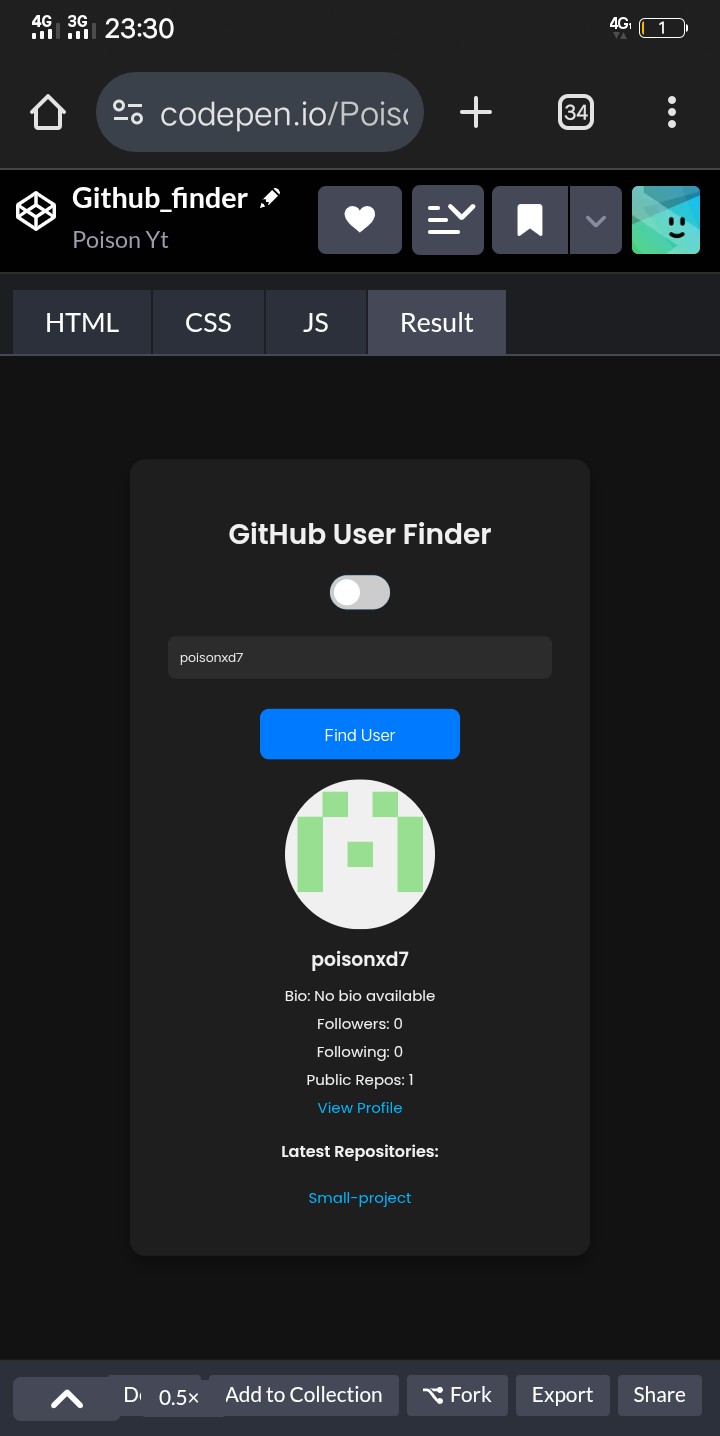 4G 3G 23:30 4G 1
codepen.io/Pois 34
Github_finder
Poison Yt
HTML CSS JS Result
GitHub User Finder
poisonxd7
Find User
poisonxd7
Bio: No bio available
Followers: 0
Following: 0
Public Repos: 1
View Profile
Latest Repositories:
Small-project
0.5× Add to Collection Fork Export Share